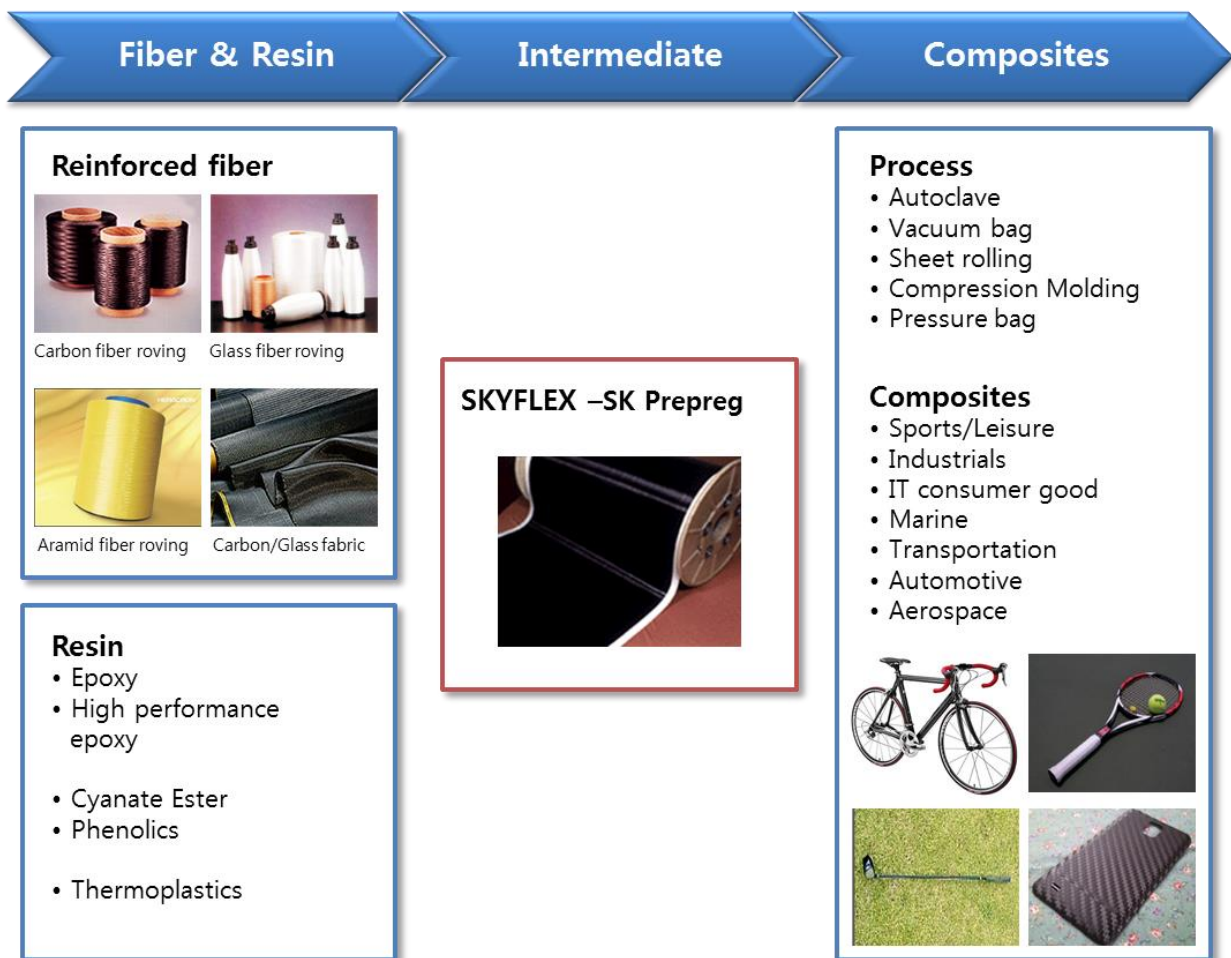 Fiber & Resin
Intermediate
Composites
Reinforced fiber
Carbon fiber roving
Glass fiber roving
Aramid fiber roving
Carbon/Glass fabric
Resin
• Epoxy
• High performance
epoxy
• Cyanate Ester
• Phenolics
• Thermoplastics
SKYFLEX –SK Prepreg
Process
• Autoclave
• Vacuum bag
• Sheet rolling
• Compression Molding
• Pressure bag
Composites
• Sports/Leisure
• Industrials
• IT consumer good
• Marine
• Transportation
• Automotive
• Aerospace